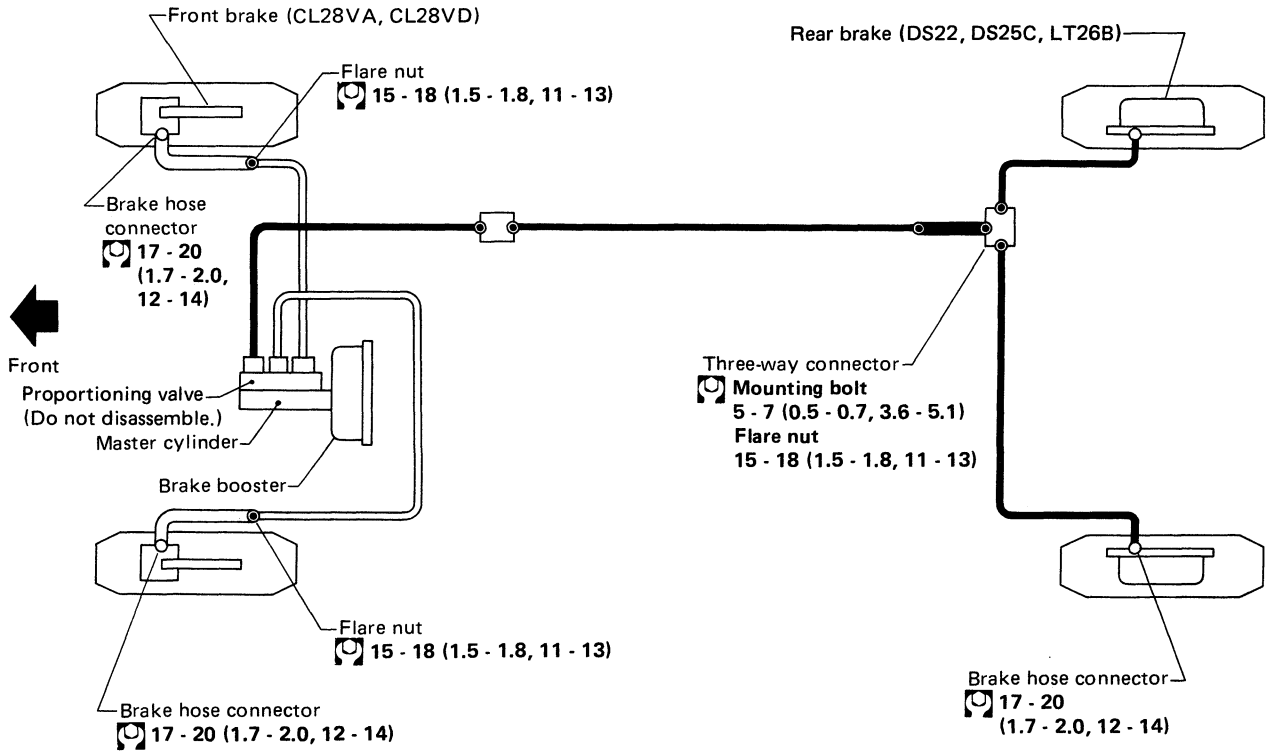 Front brake (CL28VA, CL28VD)
Rear brake (DS22, DS25C, LT26B)
Flare nut
15 - 18 (1.5 - 1.8, 11 - 13)
Brake hose
connector
17 - 20
(1.7 - 2.0,
12 - 14)
Front
Proportioning valve
(Do not disassemble.)
Master cylinder
Brake booster
Three-way connector
Mounting bolt
5 - 7 (0.5 - 0.7, 3.6 - 5.1)
Flare nut
15 - 18 (1.5 - 1.8, 11 - 13)
Flare nut
15 - 18 (1.5 - 1.8, 11 - 13)
Brake hose connector
17 - 20 (1.7 - 2.0, 12 - 14)
Brake hose connector
17 - 20
(1.7 - 2.0, 12 - 14)